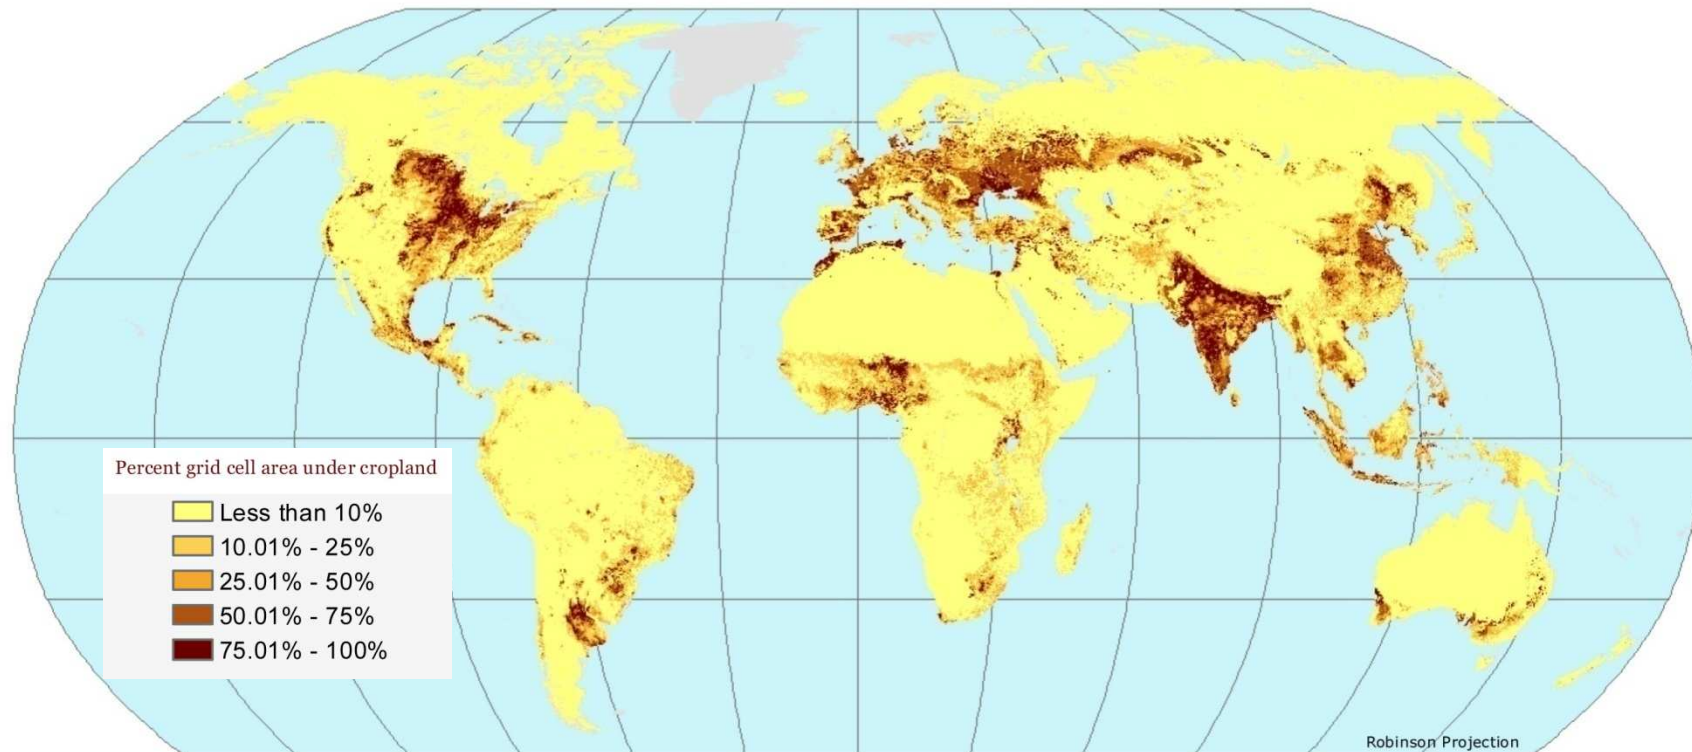 Percent grid cell area under cropland
Less than 10%
10.01% - 25%
25.01% - 50%
50.01% - 75%
75.01% - 100%
Robinson Projection